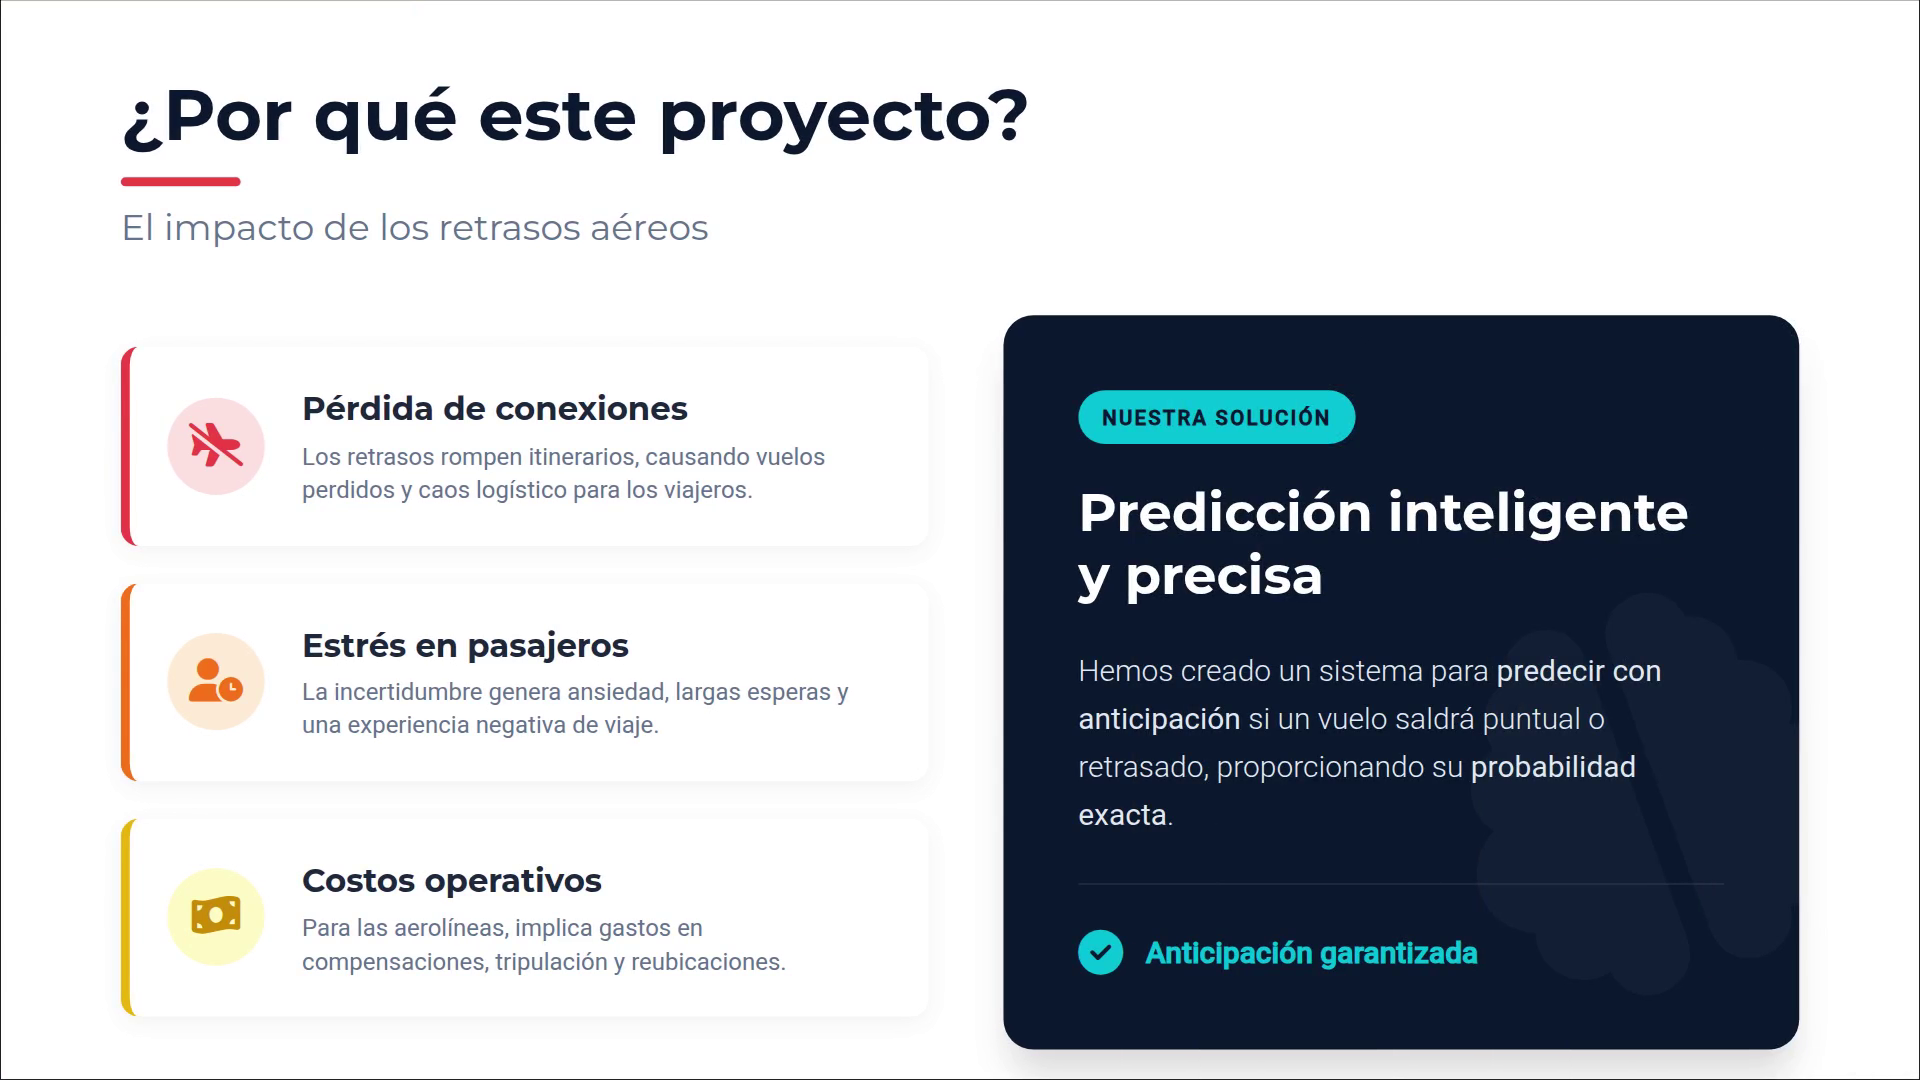 ¿Por qué este proyecto?
El impacto de los retrasos aéreos
Pérdida de conexiones
Los retrasos rompen itinerarios, causando vuelos
perdidos y caos logístico para los viajeros.
Estrés en pasajeros
La incertidumbre genera ansiedad, largas esperas y
una experiencia negativa de viaje.
Costos operativos
Para las aerolíneas, implica gastos en
compensaciones, tripulación y reubicaciones.
NUESTRA SOLUCIÓN
Predicción inteligente
y precisa
Hemos creado un sistema para predecir con
anticipación si un vuelo saldrá puntual o
retrasado, proporcionando su probabilidad
exacta.
Anticipación garantizada